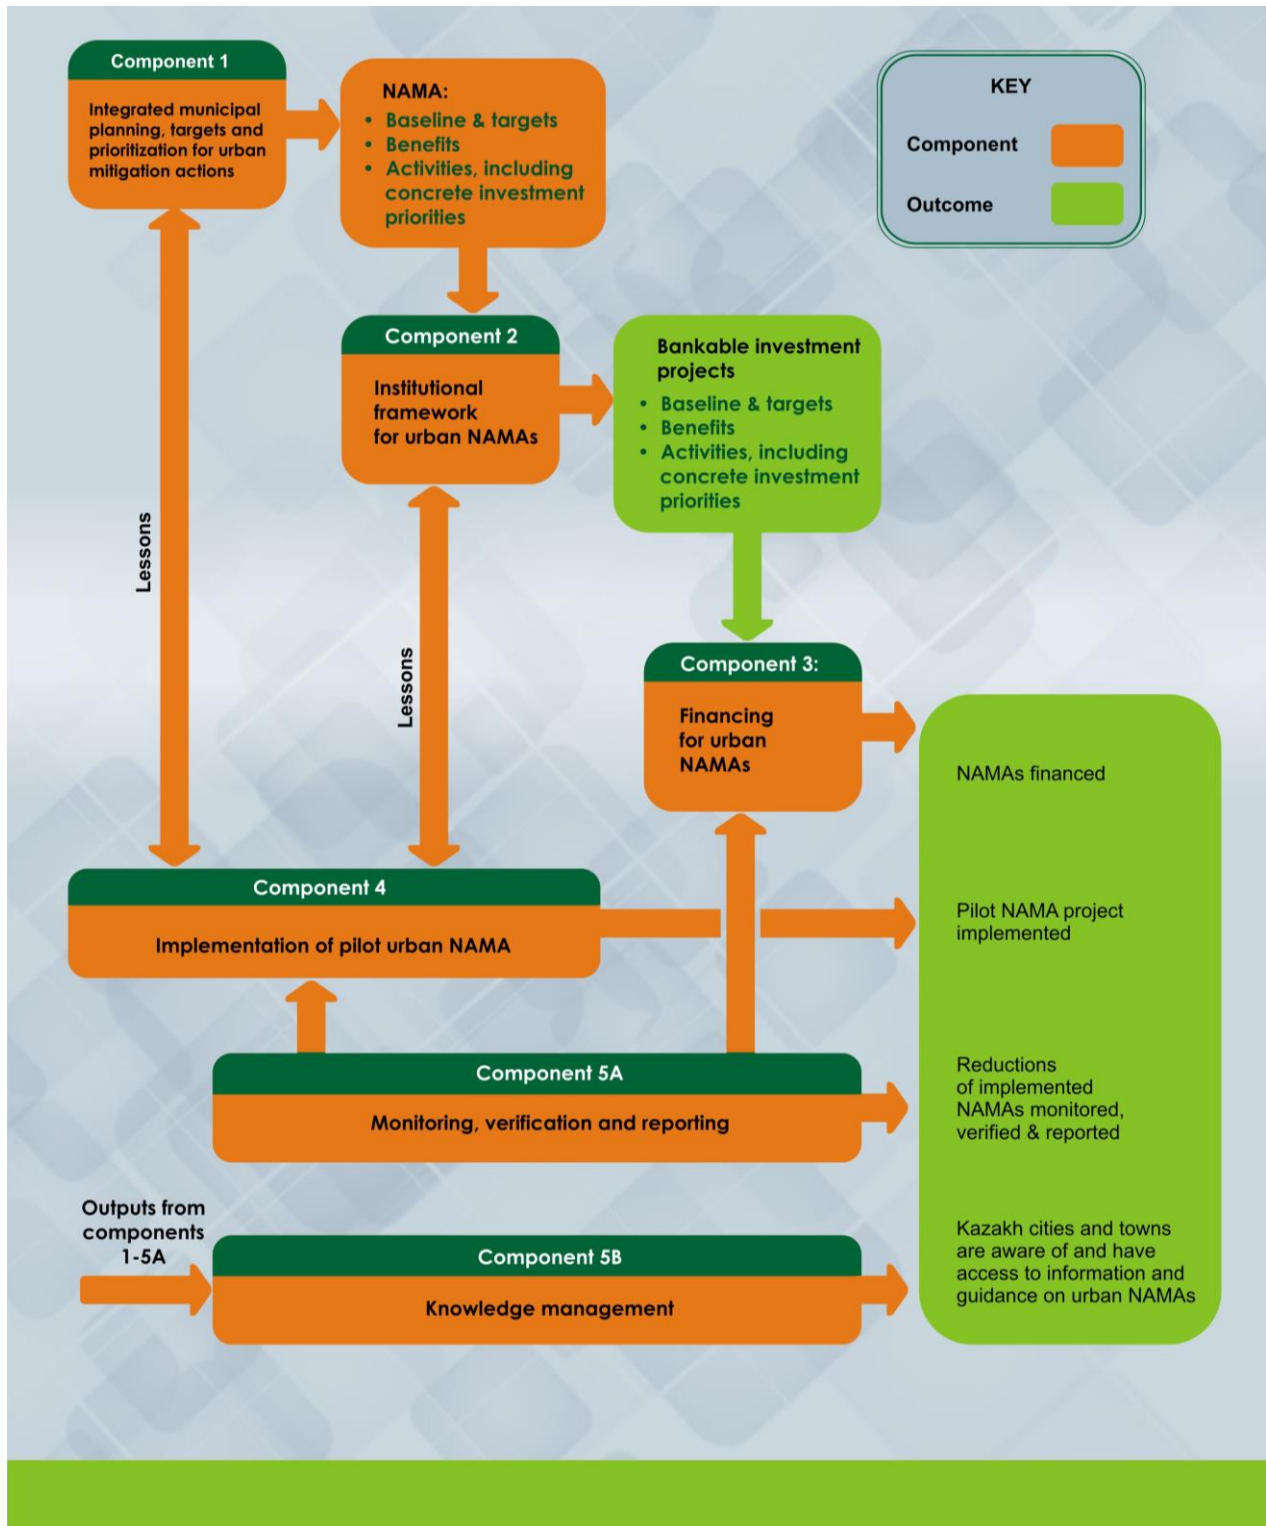 Component 1
Integrated municipal
planning, targets and
prioritization for urban
mitigation actions
NAMA:
• Baseline & targets
• Benefits
• Activities, including
concrete investment
priorities
KEY
Component
Outcome
Component 2
Institutional
framework
for urban NAMAs
Bankable investment
projects
• Baseline & targets
• Benefits
• Activities, including
concrete investment
priorities
Lessons
Lessons
Component 3:
Financing
for urban
NAMAs
NAMAs financed
Component 4
Implementation of pilot urban NAMA
Pilot NAMA project
implemented
Component 5A
Monitoring, verification and reporting
Reductions
of implemented
NAMAs monitored,
verified & reported
Outputs from
components
1-5A
Component 5B
Knowledge management
Kazakh cities and towns
are aware of and have
access to information and
guidance on urban NAMAs